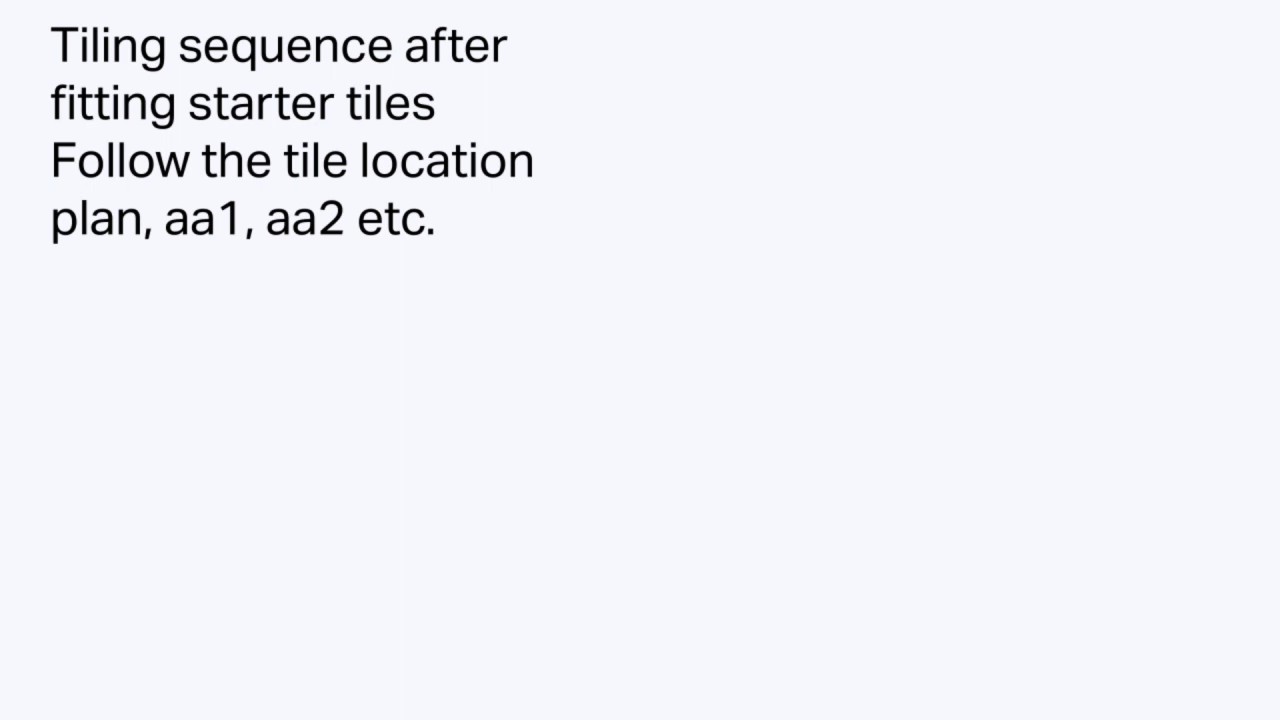 Tiling sequence after
fitting starter tiles
Follow the tile location
plan, aa1, aa2 etc.